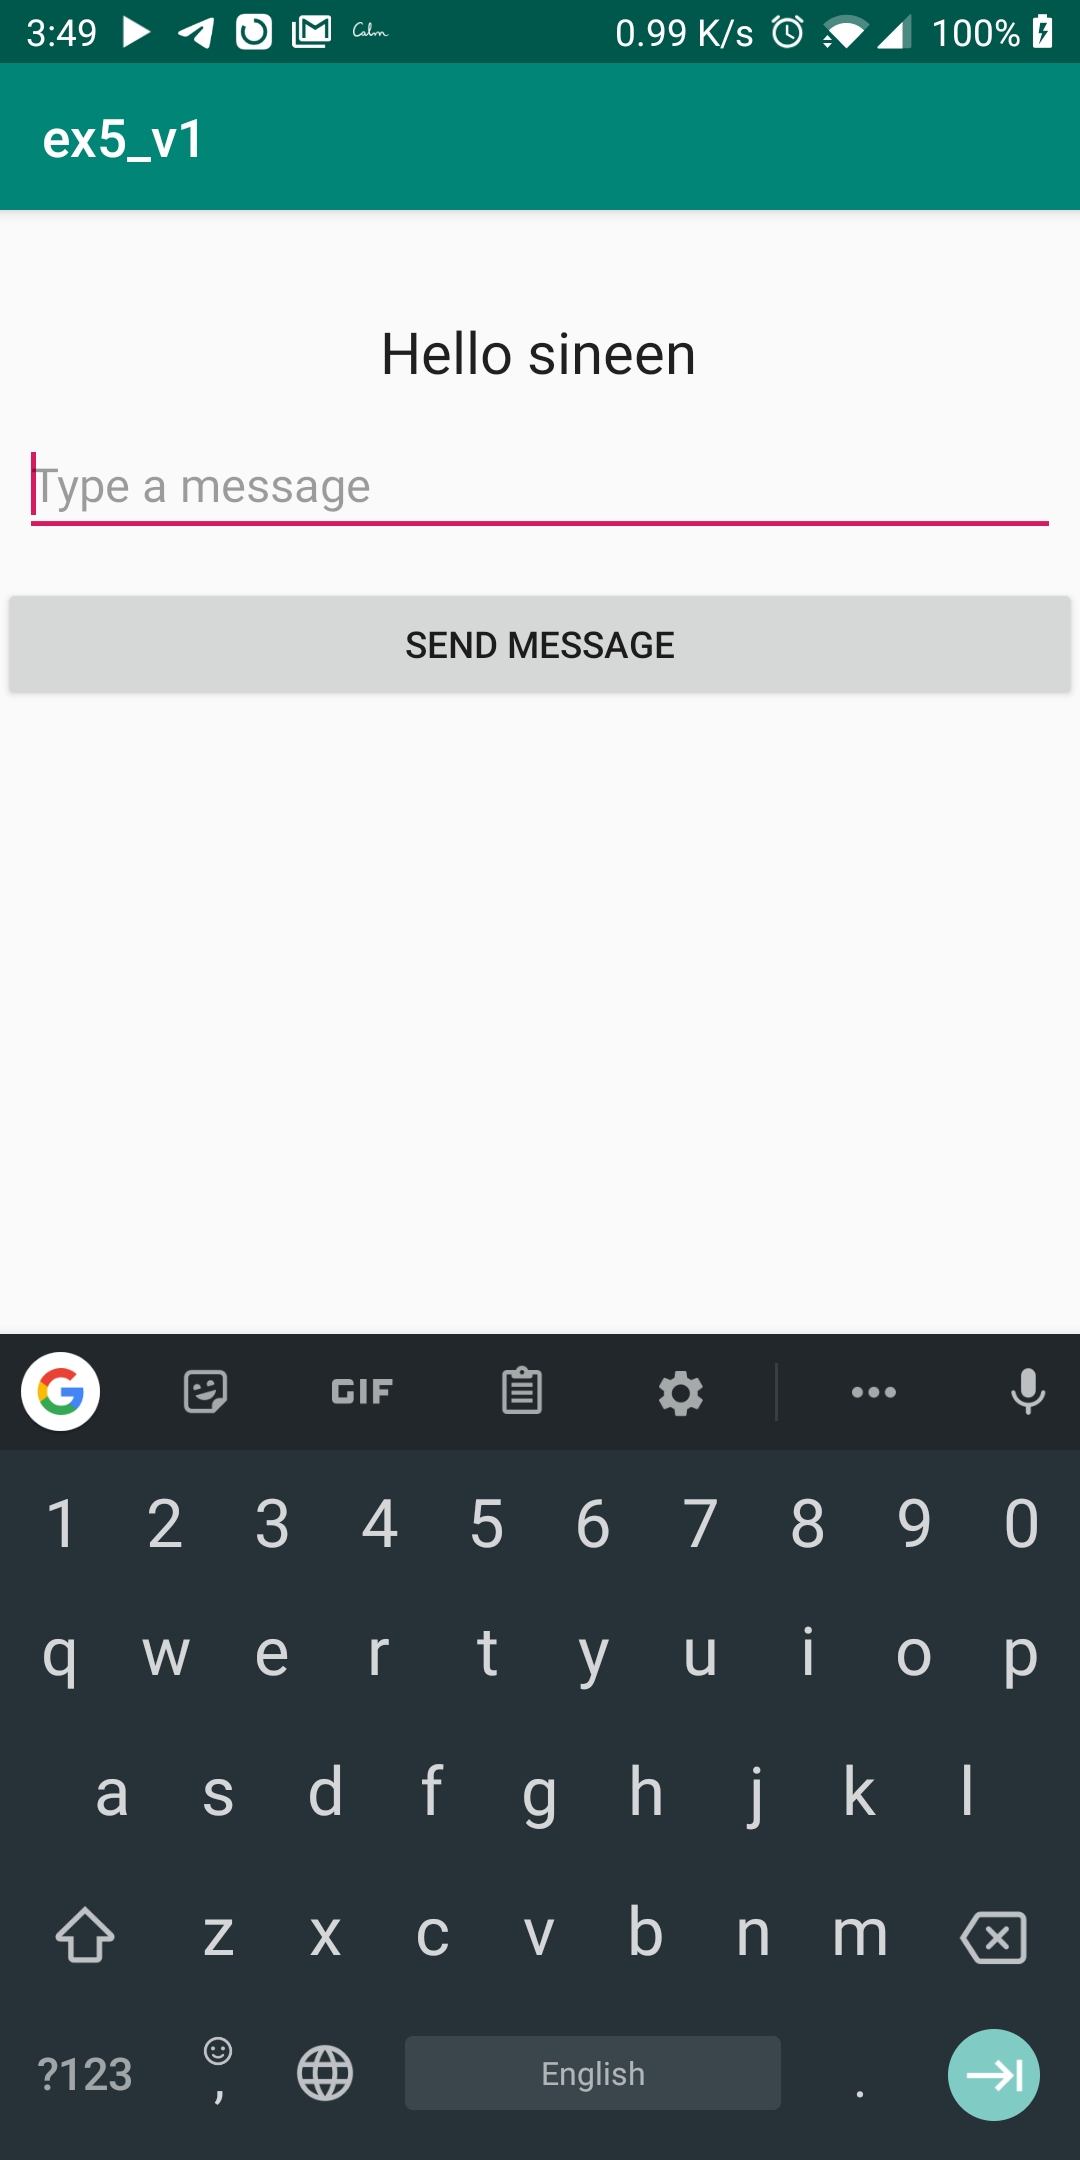 3:49 Calm 0.99 K/s 100%
ex5_v1
Hello sineen
Type a message
SEND MESSAGE
G GIF
1 2 3 4 5 6 7 8 9 0
q w e r t y u i o p
a s d f g h j k l
z x c v b n m
?123 , English .